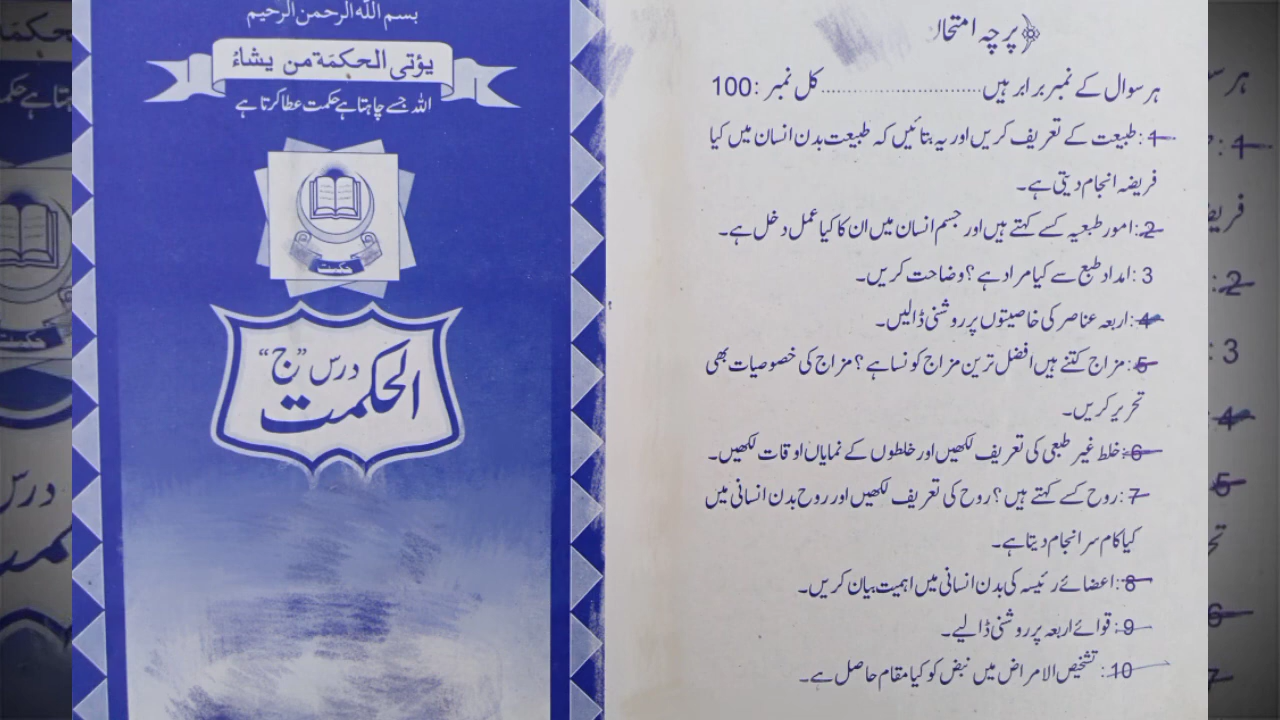 بسم اللہ الرحمن الرحیم
یؤتی الحکمَة من یشاءُ
اللہ جسے چاہتا ہے حکمت عطا کرتا ہے
حکمت
درس ”ج“
الحکمت
پرچہ امتحان
ہر سوال کے نمبر برابر ہیں............................کل نمبر :100
1: طبیعت کے تعریف کریں اور یہ بتائیں کہ طبیعت بدن انسان میں کیا
فریضہ انجام دیتی ہے۔
2: امور طبعیہ کسے کہتے ہیں اور جسم انسان میں ان کا کیا عمل دخل ہے۔
3: امداد طبع سے کیا مراد ہے؟ وضاحت کریں۔
4: اربعہ عناصر کی خاصیتوں پر روشنی ڈالیں۔
5: مزاج کتنے ہیں افضل ترین مزاج کونسا ہے؟ مزاج کی خصوصیات بھی
تحریر کریں۔
6: خلط غیر طبعی کی تعریف لکھیں اور خلطوں کے نمایاں اوقات لکھیں۔
7: روح کسے کہتے ہیں؟ روح کی تعریف لکھیں اور روح بدن انسانی میں
کیا کام سرانجام دیتا ہے۔
8: اعضائے رئیسہ کی بدن انسانی میں اہمیت بیان کریں۔
9: قوائے اربعہ پر روشنی ڈالیے۔
10: تشخیص الامراض میں نبض کو کیا مقام حاصل ہے۔